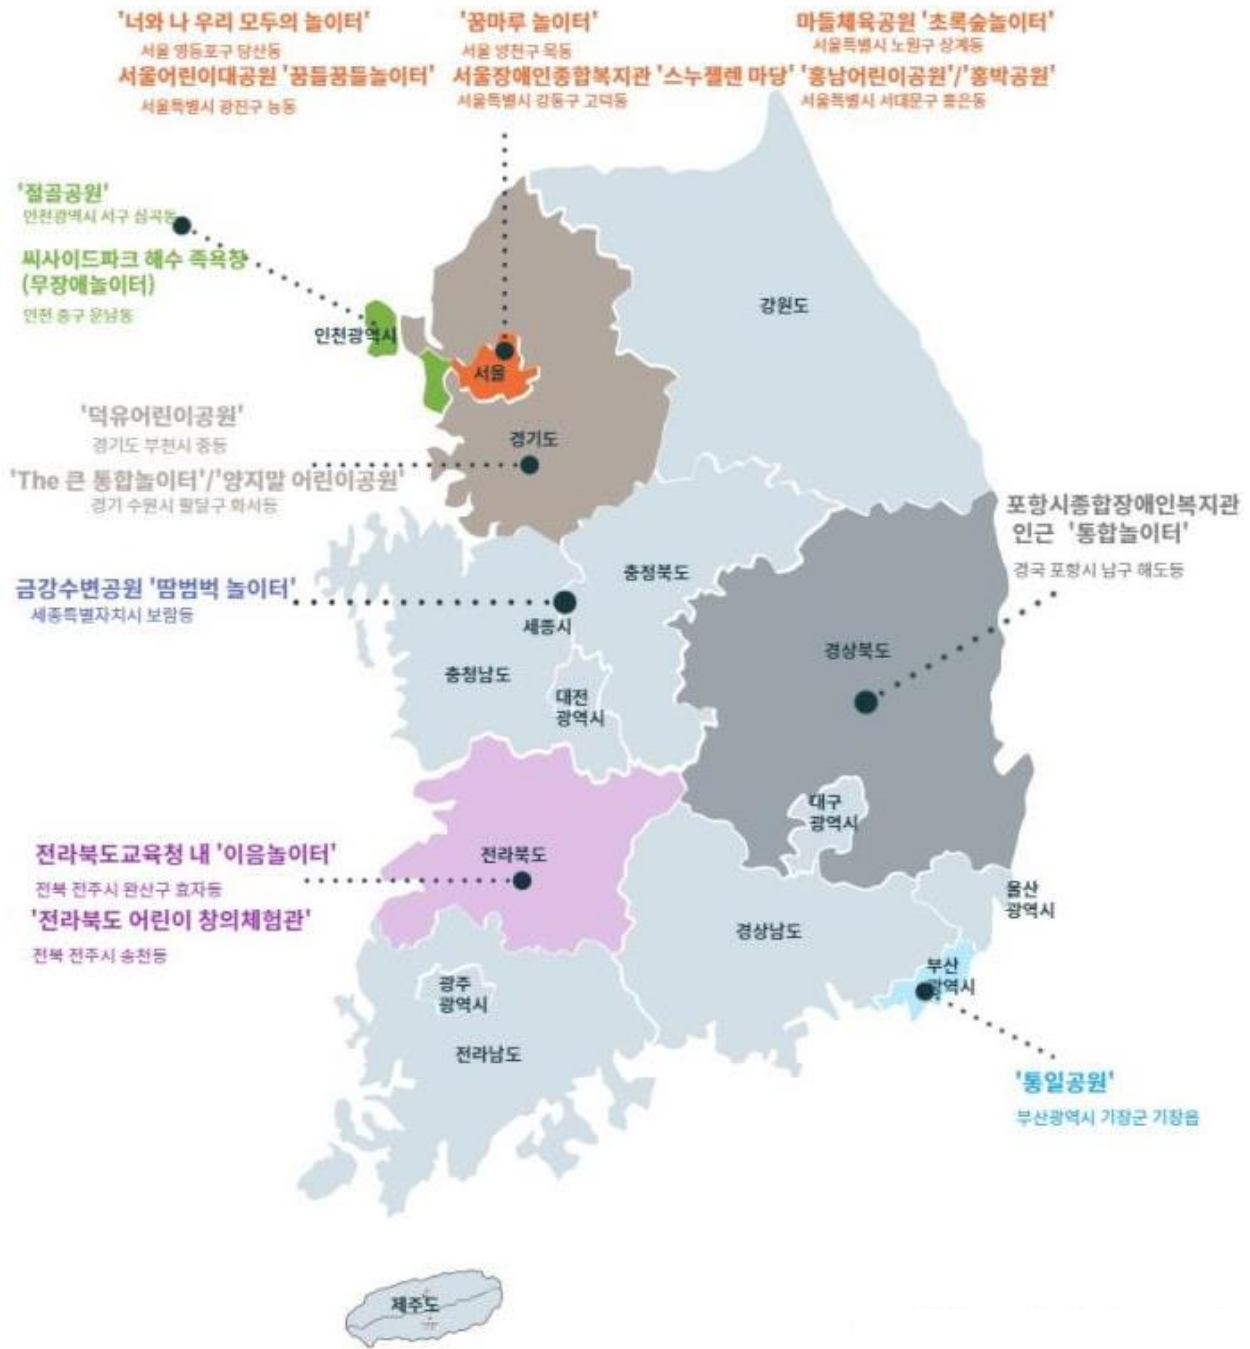 '너와 나 우리 모두의 놀이터'
서울 영등포구 당산동
서울어린이대공원 '꿈들꿈들놀이터'
서울특별시 광진구 능동
'꿈마루 놀이터'
서울 양천구 목동
서울장애인종합복지관 '스누젤렌 마당'
서울특별시 강동구 고덕동
마들체육공원 '초록숲놀이터'
서울특별시 노원구 상계동
'홍남어린이공원'/'홍박공원'
서울특별시 서대문구 홍은동
'절골공원'
인천광역시 서구 심곡동
씨사이드파크 해수 족욕장
(무장애놀이터)
인천 중구 운남동
인천광역시
서울
경기도
강원도
'덕유어린이공원'
경기도 부천시 중동
'The 큰 통합놀이터'/'양지말 어린이공원'
경기 수원시 팔달구 화서동
포항시종합장애인복지관
인근 '통합놀이터'
경국 포항시 남구 해도동
금강수변공원 '땀범벅 놀이터'
세종특별자치시 보람동
세종시
충청북도
충청남도
대전
광역시
경상북도
대구
광역시
전라북도교육청 내 '이음놀이터'
전북 전주시 완산구 효자동
'전라북도 어린이 창의체험관'
전북 전주시 송천동
전라북도
울산
광역시
경상남도
부산
광역시
광주
광역시
전라남도
'통일공원'
부산광역시 기장군 기장읍
제주도